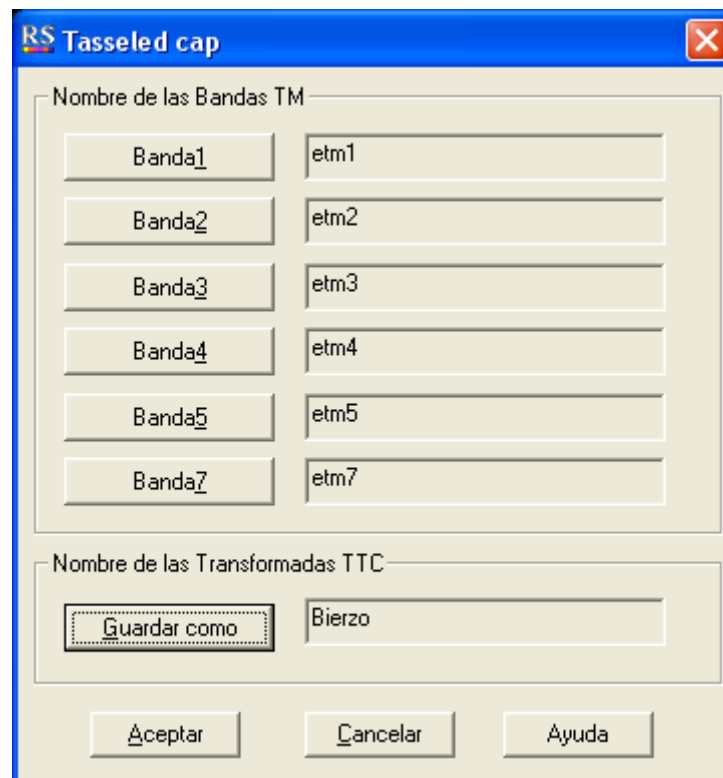 RS Tasseled cap
Nombre de las Bandas TM
Banda1 etm1
Banda2 etm2
Banda3 etm3
Banda4 etm4
Banda5 etm5
Banda7 etm7
Nombre de las Transformadas TTC
Guardar como Bierzo
Aceptar Cancelar Ayuda